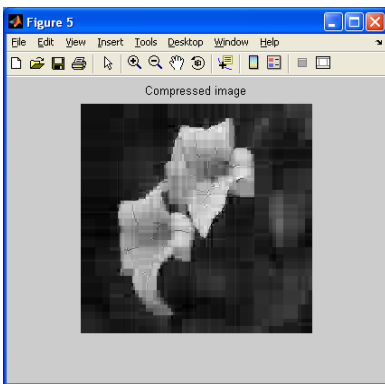 Figure 5
File Edit View Insert Tools Desktop Window Help
Compressed image